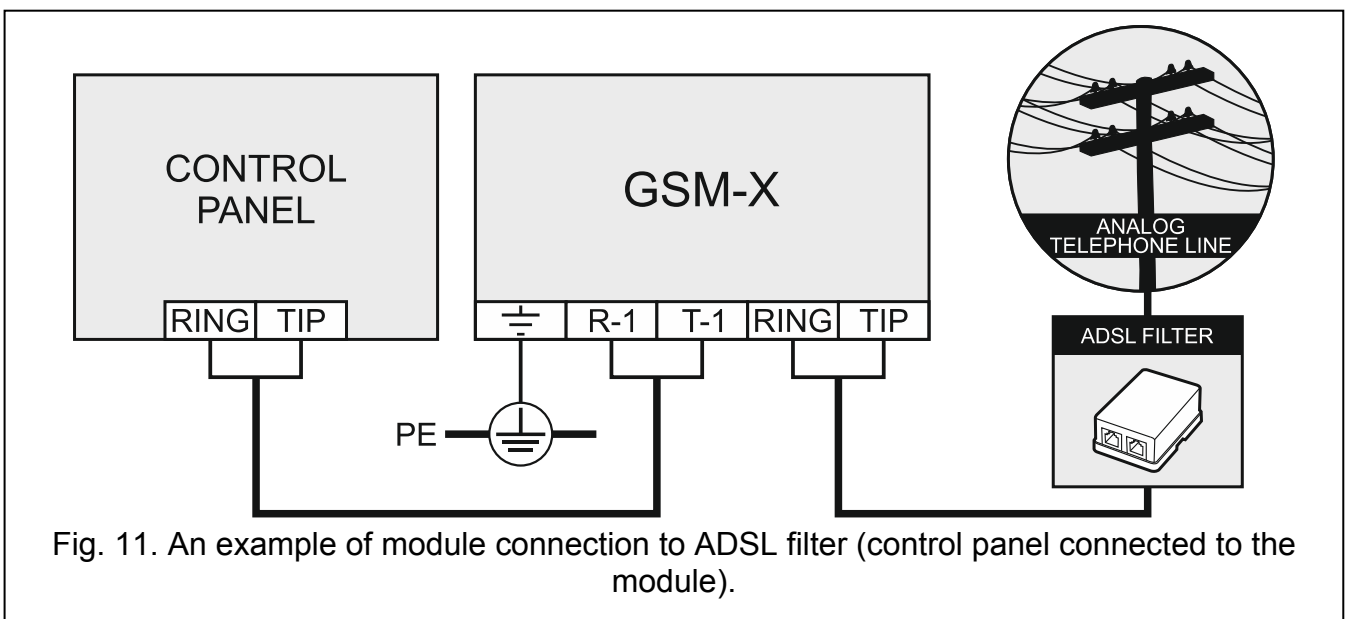 CONTROL
PANEL
RING TIP
GSM-X
R-1 T-1 RING TIP
PE
ANALOG
TELEPHONE LINE
ADSL FILTER
Fig. 11. An example of module connection to ADSL filter (control panel connected to the
module).